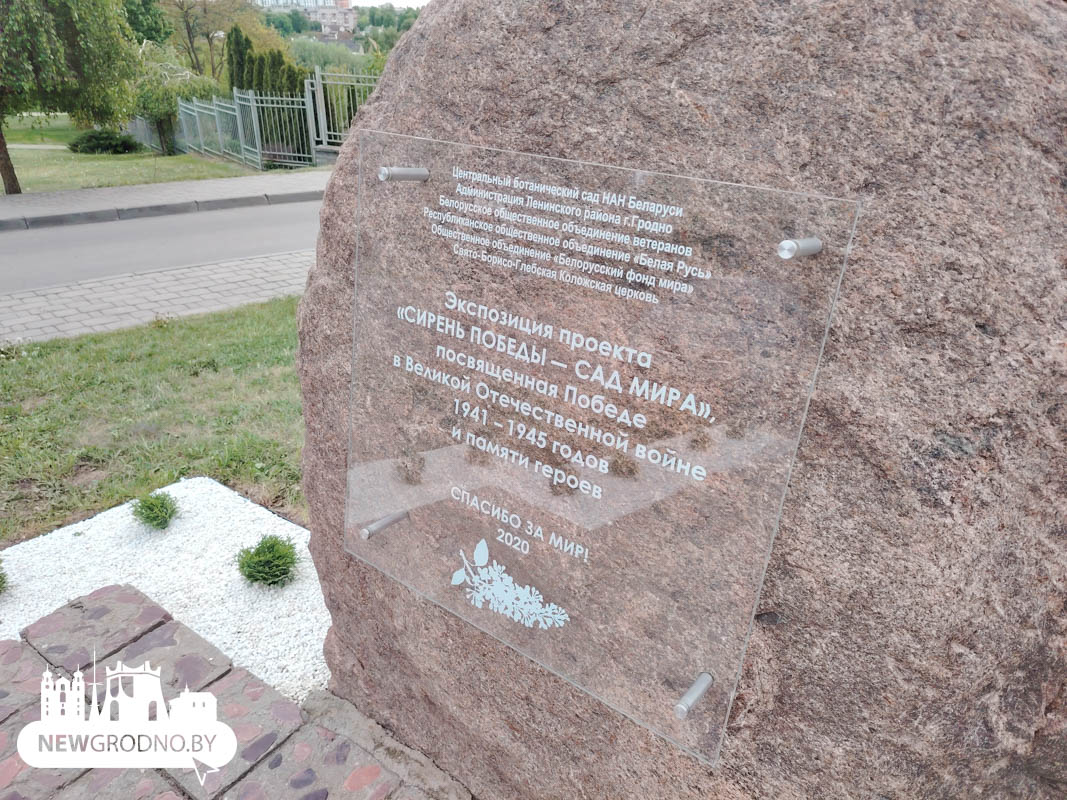 Центральный ботанический сад НАН Беларуси
Администрация Ленинского района г.Гродно
Белорусское общественное объединение ветеранов
Республиканское общественное объединение «Белая Русь»
Общественное объединение «Белорусский фонд мира»
Свято-Борисо-Глебская Коложская церковь
Экспозиция проекта
«СИРЕНЬ ПОБЕДЫ — САД МИРА»,
посвященная Победе
в Великой Отечественной войне
1941 – 1945 годов
и памяти героев
СПАСИБО ЗА МИР!
2020
NEWGRODNO.BY